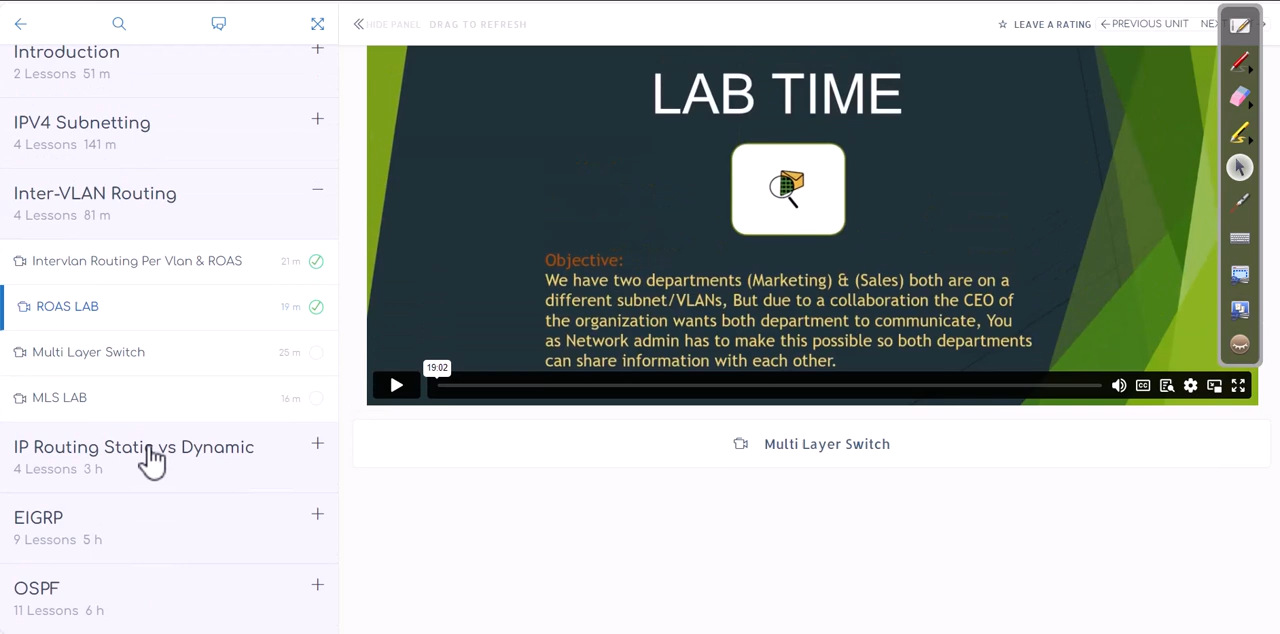 HIDE PANEL DRAG TO REFRESH
LEAVE A RATING
PREVIOUS UNIT
Introduction
2 Lessons 51 m
IPV4 Subnetting
4 Lessons 141 m
Inter-VLAN Routing
4 Lessons 81 m
Intervlan Routing Per Vlan & ROAS 21 m
ROAS LAB 19 m
Multi Layer Switch 25 m
MLS LAB 16 m
IP Routing Static vs Dynamic
4 Lessons 3 h
EIGRP
9 Lessons 5 h
OSPF
11 Lessons 6 h
LAB TIME
Objective:
We have two departments (Marketing) & (Sales) both are on a
different subnet/VLANs, But due to a collaboration the CEO of
the organization wants both department to communicate, You
as Network admin has to make this possible so both departments
can share information with each other.
19:02
CC
Multi Layer Switch